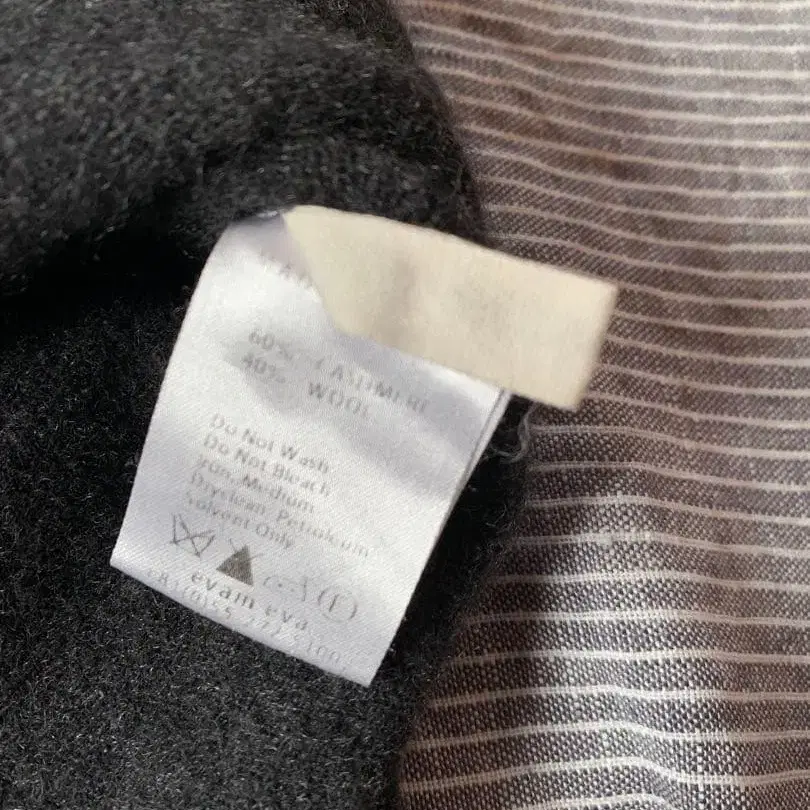 60% CASHMERE
40% WOOL
Do Not Wash
Do Not Bleach
Iron, Medium
Dryclean, Petroleum
Solvent Only
evam eva